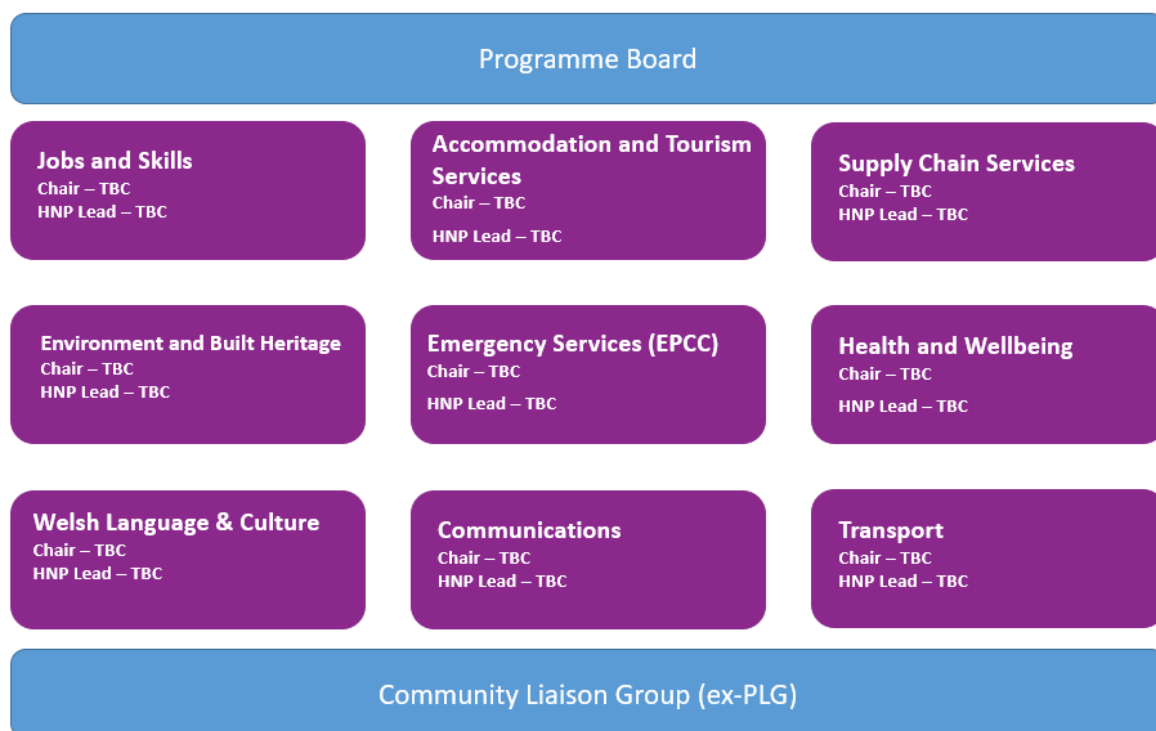 Programme Board
Jobs and Skills
Chair – TBC
HNP Lead – TBC
Accommodation and Tourism
Services
Chair – TBC
HNP Lead – TBC
Supply Chain Services
Chair – TBC
HNP Lead – TBC
Environment and Built Heritage
Chair – TBC
HNP Lead – TBC
Emergency Services (EPCC)
Chair – TBC
HNP Lead – TBC
Health and Wellbeing
Chair – TBC
HNP Lead – TBC
Welsh Language & Culture
Chair – TBC
HNP Lead – TBC
Communications
Chair – TBC
HNP Lead – TBC
Transport
Chair – TBC
HNP Lead – TBC
Community Liaison Group (ex-PLG)